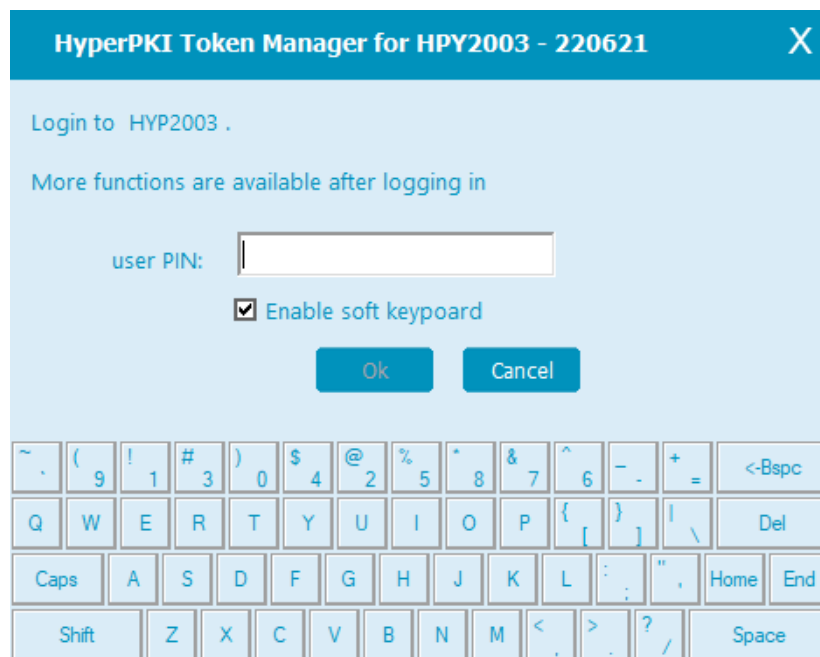 HyperPKI Token Manager for HPY2003 - 220621 X
Login to HYP2003 .
More functions are available after logging in
user PIN:
Enable soft keypoard
Ok Cancel
~ . ( 9 ! 1 # 3 ) 0 $ 4 @ 2 % 5 * 8 & 7 ^ 6 _ - + = <-Bspc
Q W E R T Y U I O P { [ } ] | \ Del
Caps A S D F G H J K L : ; " , Home End
Shift Z X C V B N M < , > . ? / Space